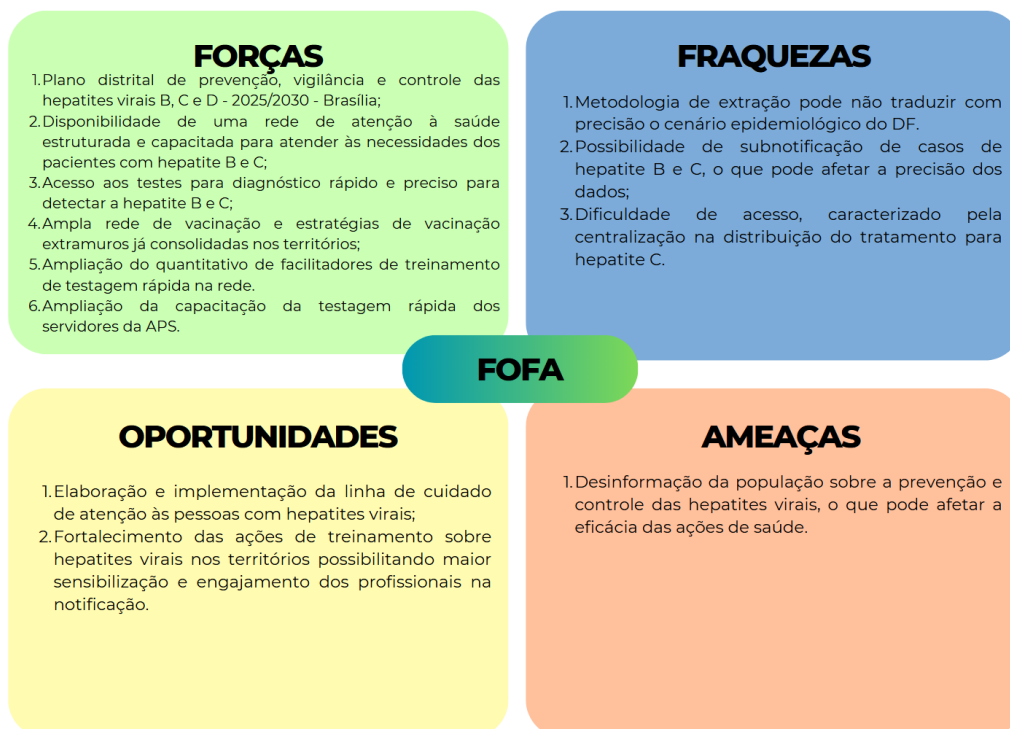 FORÇAS
1. Plano distrital de prevenção, vigilância e controle das
hepatites virais B, C e D - 2025/2030 - Brasília;
2. Disponibilidade de uma rede de atenção à saúde
estruturada e capacitada para atender às necessidades dos
pacientes com hepatite B e C;
3. Acesso aos testes para diagnóstico rápido e preciso para
detectar a hepatite B e C;
4. Ampla rede de vacinação e estratégias de vacinação
extramuros já consolidadas nos territórios;
5. Ampliação do quantitativo de facilitadores de treinamento
de testagem rápida na rede.
6. Ampliação da capacitação da testagem rápida dos
servidores da APS.
FRAQUEZAS
1. Metodologia de extração pode não traduzir com
precisão o cenário epidemiológico do DF.
2. Possibilidade de subnotificação de casos de
hepatite B e C, o que pode afetar a precisão dos
dados;
3. Dificuldade de acesso, caracterizado pela
centralização na distribuição do tratamento para
hepatite C.
FOFA
OPORTUNIDADES
1. Elaboração e implementação da linha de cuidado
de atenção às pessoas com hepatites virais;
2. Fortalecimento das ações de treinamento sobre
hepatites virais nos territórios possibilitando maior
sensibilização e engajamento dos profissionais na
notificação.
AMEAÇAS
1. Desinformação da população sobre a prevenção e
controle das hepatites virais, o que pode afetar a
eficácia das ações de saúde.